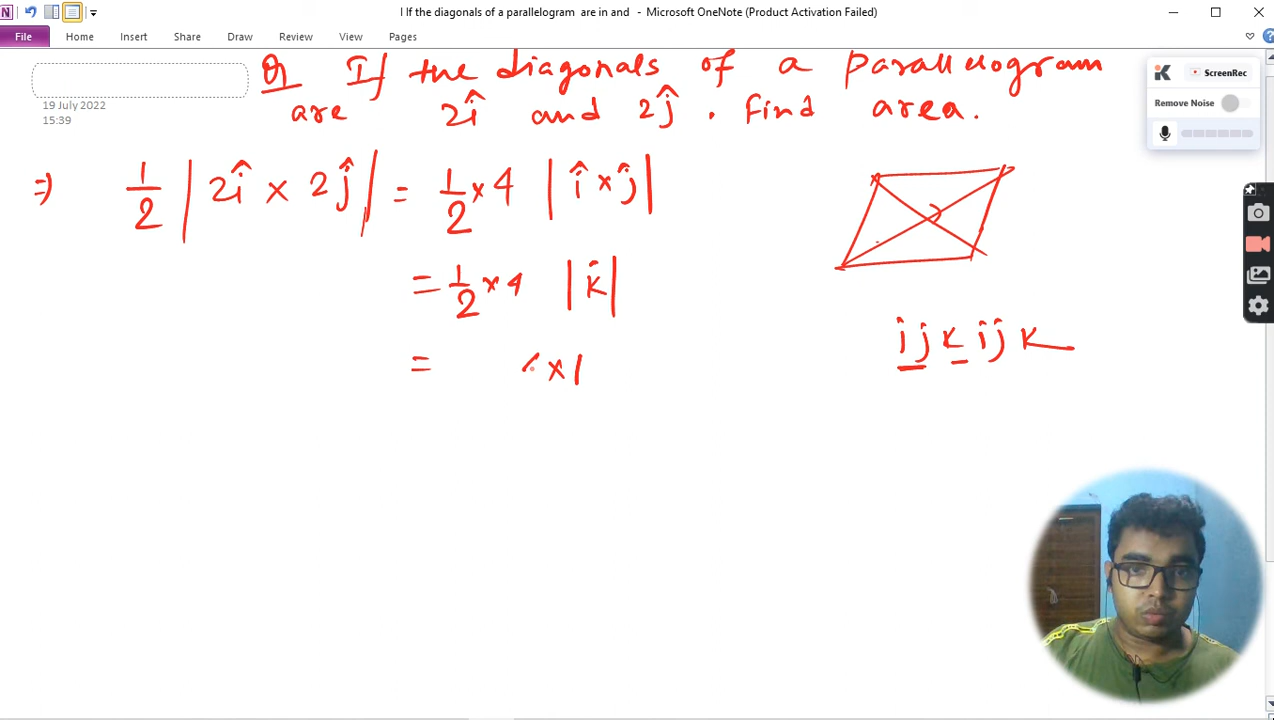 I If the diagonals of a parallelogram are in and - Microsoft OneNote (Product Activation Failed)
File Home Insert Share Draw Review View Pages
ScreenRec
Remove Noise
19 July 2022
15:39
Q1 If the diagonals of a parallelogram
are 2î and 2ĵ. Find area.
⇒ 1/2 | 2î × 2ĵ | = 1/2 × 4 | î × ĵ |
= 1/2 × 4 | k̂ |
i j k i j k
= × 1